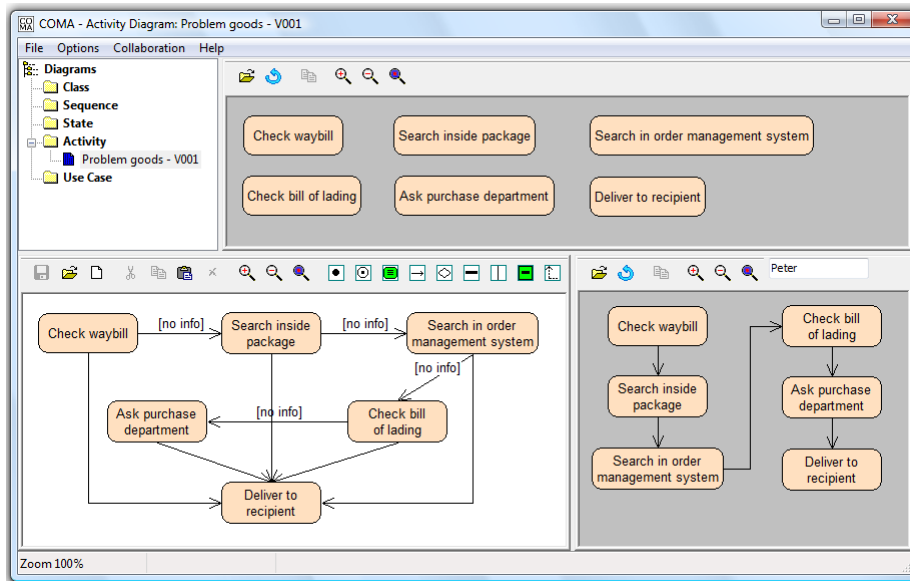 COMA
COMA - Activity Diagram: Problem goods - V001
File Options Collaboration Help
Diagrams
Class
Sequence
State
Activity
Problem goods - V001
Use Case
Check waybill
Search inside package
Search in order management system
Check bill of lading
Ask purchase department
Deliver to recipient
Peter
Check waybill
[no info]
Search inside
package
[no info]
Search in order
management system
[no info]
Ask purchase
department
[no info]
Check bill
of lading
Deliver to
recipient
Check waybill
Search inside
package
Search in order
management system
Check bill
of lading
Ask purchase
department
Deliver to
recipient
Zoom 100%